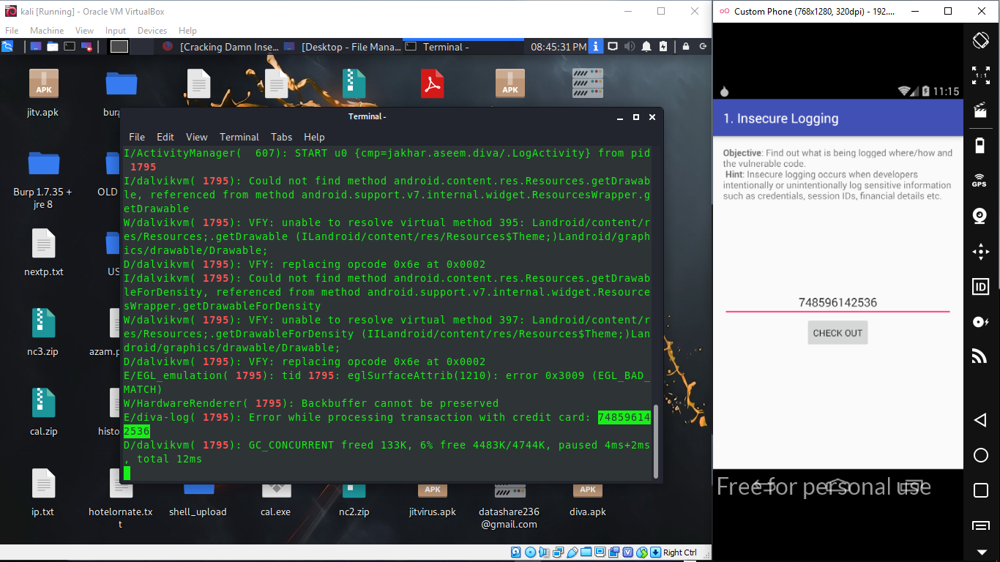 kali [Running] - Oracle VM VirtualBox
File Machine View Input Devices Help
[Cracking Damn Inse... [Desktop - File Mana... Terminal - 08:45:31 PM
APK
jitv.apk
APK
Burp 1.7.35 +
jre 8
OLD
nextp.txt
US
nc3.zip
azam.p
cal.zip
histo
ip.txt
hotelornate.tx
t
shell_upload
cal.exe
nc2.zip
APK
jitvirus.apk
datashare236
@gmail.com
APK
diva.apk
Terminal -
File Edit View Terminal Tabs Help
I/ActivityManager(  607): START u0 {cmp=jakhar.aseem.diva/.LogActivity} from pid
 1795
I/dalvikvm( 1795): Could not find method android.content.res.Resources.getDrawab
le, referenced from method android.support.v7.internal.widget.ResourcesWrapper.g
etDrawable
W/dalvikvm( 1795): VFY: unable to resolve virtual method 395: Landroid/content/r
es/Resources;.getDrawable (ILandroid/content/res/Resources$Theme;)Landroid/graph
ics/drawable/Drawable;
D/dalvikvm( 1795): VFY: replacing opcode 0x6e at 0x0002
I/dalvikvm( 1795): Could not find method android.content.res.Resources.getDrawab
leForDensity, referenced from method android.support.v7.internal.widget.Resource
sWrapper.getDrawableForDensity
W/dalvikvm( 1795): VFY: unable to resolve virtual method 397: Landroid/content/r
es/Resources;.getDrawableForDensity (IILandroid/content/res/Resources$Theme;)Lan
droid/graphics/drawable/Drawable;
D/dalvikvm( 1795): VFY: replacing opcode 0x6e at 0x0002
E/EGL_emulation( 1795): tid 1795: eglSurfaceAttrib(1210): error 0x3009 (EGL_BAD_
MATCH)
W/HardwareRenderer( 1795): Backbuffer cannot be preserved
E/diva-log( 1795): Error while processing transaction with credit card: 74859614
2536
D/dalvikvm( 1795): GC_CONCURRENT freed 133K, 6% free 4483K/4744K, paused 4ms+2ms
, total 12ms
Right Ctrl
Custom Phone (768x1280, 320dpi) - 192....
11:15
1. Insecure Logging
Objective: Find out what is being logged where/how and
the vulnerable code.
Hint: Insecure logging occurs when developers
intentionally or unintentionally log sensitive information
such as credentials, session IDs, financial details etc.
748596142536
CHECK OUT
Free for personal use
1:1
GPS
ID